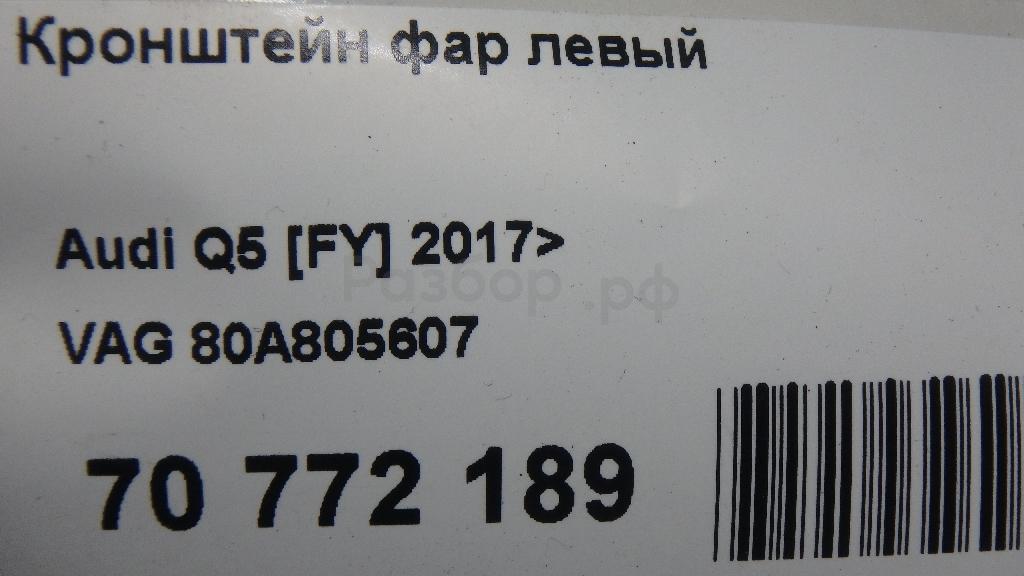 Кронштейн фар левый
Audi Q5 [FY] 2017>
Разбор.рф
VAG 80A805607
70 772 189